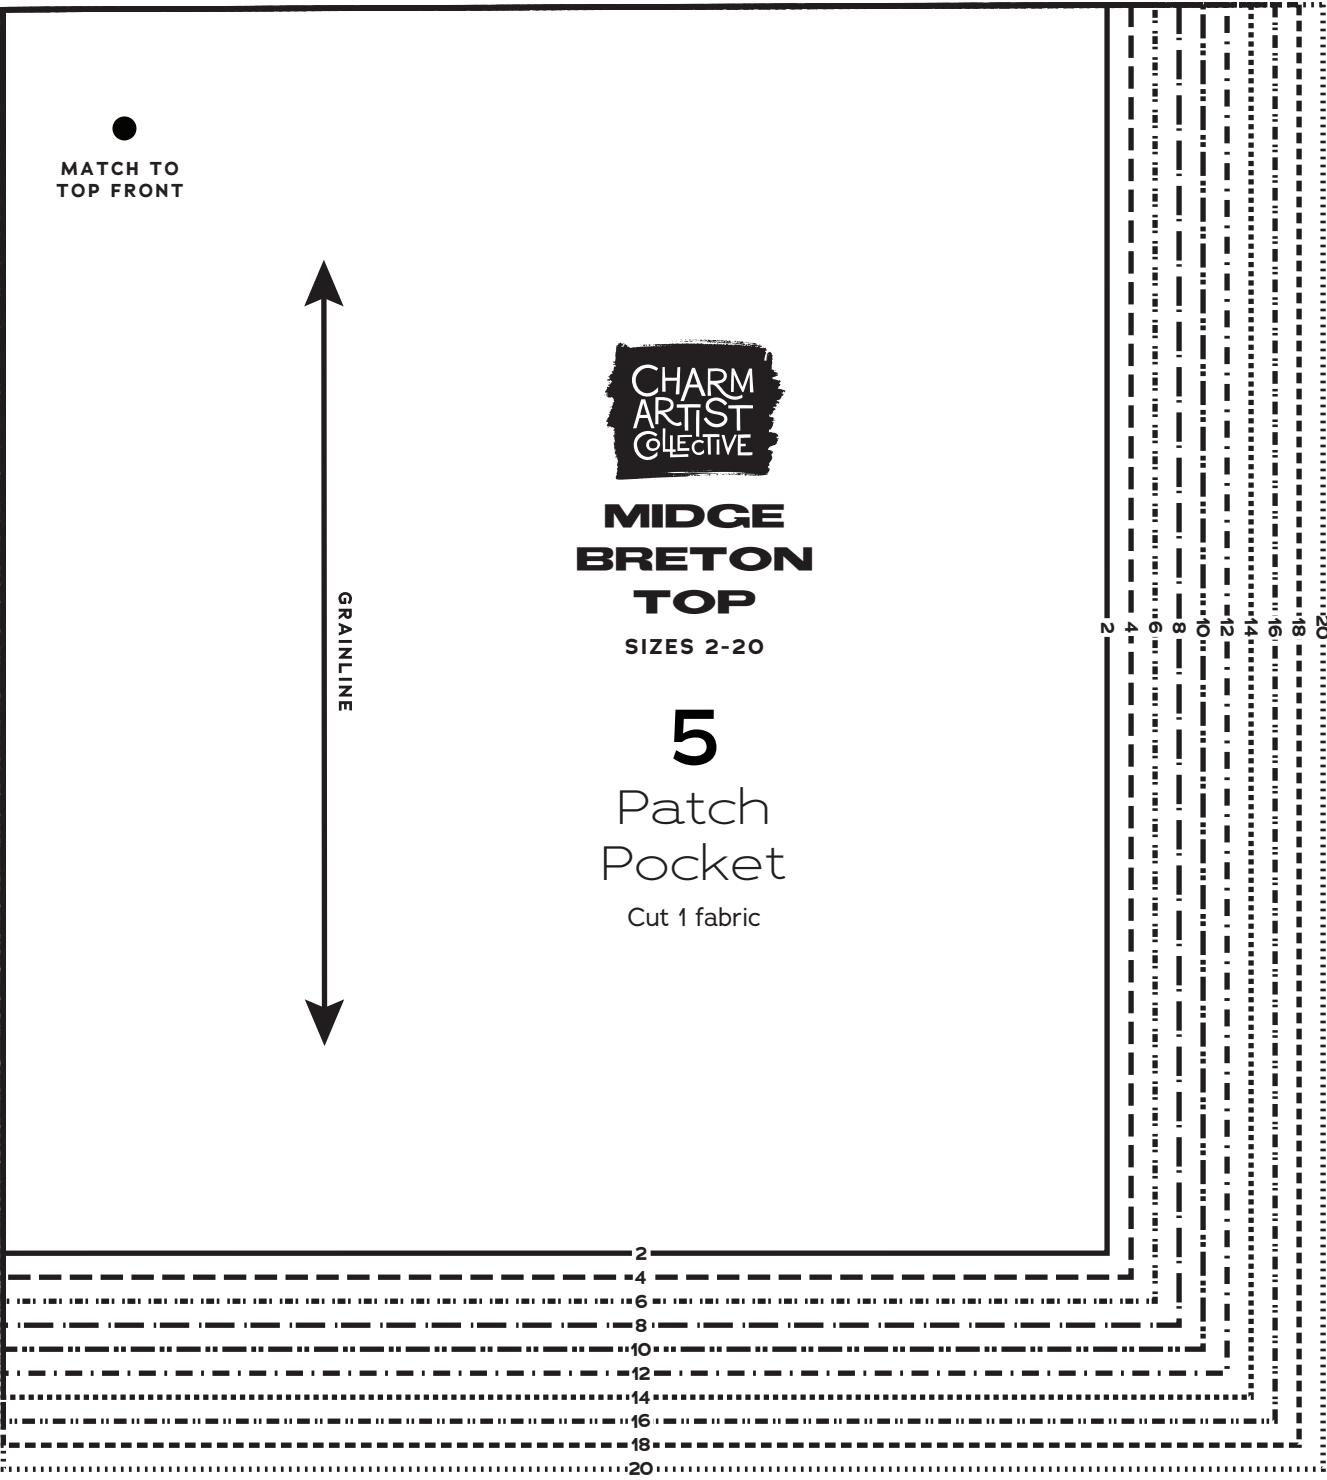 MATCH TO
TOP FRONT
GRAINLINE
CHARM
ARTIST
COLLECTIVE
MIDGE
BRETON
TOP
SIZES 2-20
5
Patch
Pocket
Cut 1 fabric
2 4 6 8 10 12 14 16 18 20
2
4
6
8
10
12
14
16
18
20